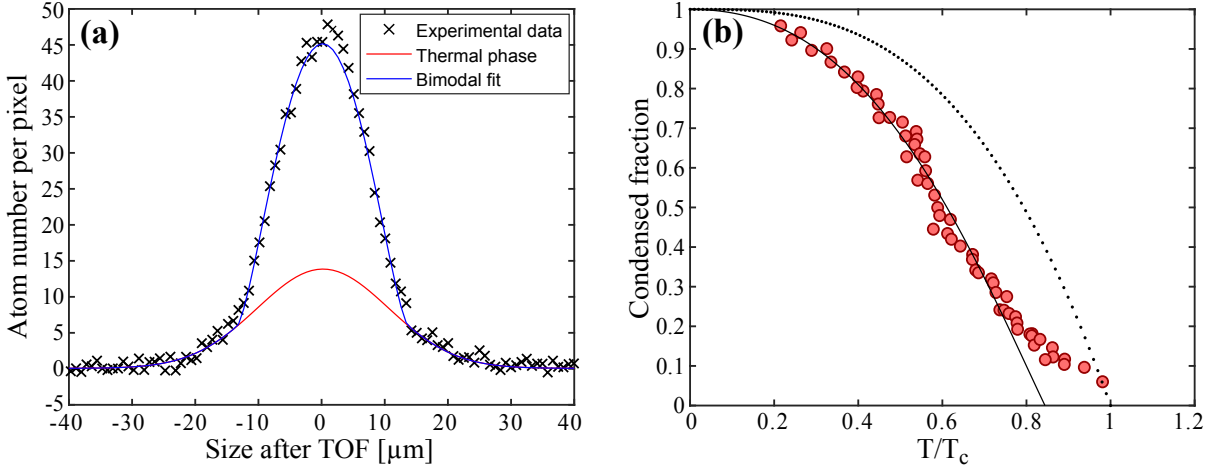 (a)
Experimental data
Thermal phase
Bimodal fit
50
45
40
35
30
25
20
15
10
5
0
-5
-40 -30 -20 -10 0 10 20 30 40
Atom number per pixel
Size after TOF [µm]
(b)
1
0.9
0.8
0.7
0.6
0.5
0.4
0.3
0.2
0.1
0
0 0.2 0.4 0.6 0.8 1 1.2
Condensed fraction
T/Tc